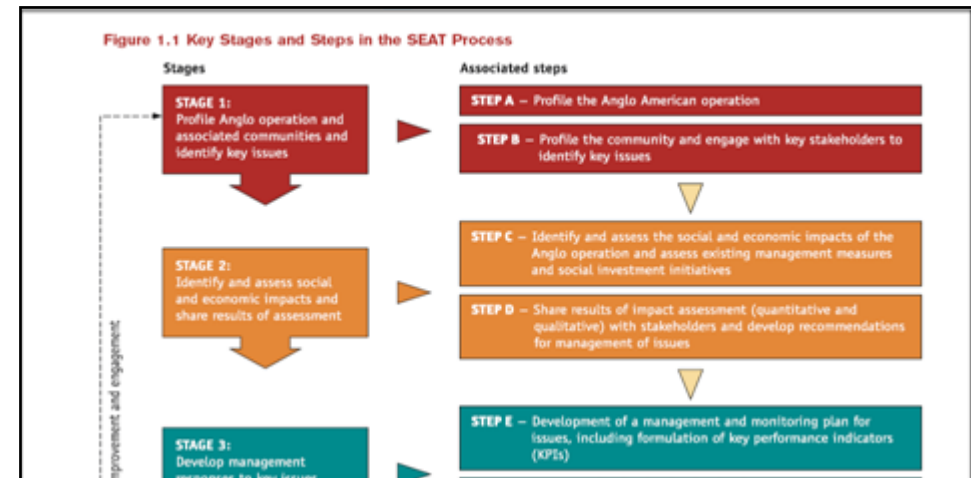 Figure 1.1 Key Stages and Steps in the SEAT Process
Stages
Associated steps
STAGE 1:
Profile Anglo operation and
associated communities and
identify key issues
STEP A – Profile the Anglo American operation
STEP B – Profile the community and engage with key stakeholders to
identify key issues
STAGE 2:
Identify and assess social
and economic impacts and
share results of assessment
STEP C – Identify and assess the social and economic impacts of the
Anglo operation and assess existing management measures
and social investment initiatives
STEP D – Share results of impact assessment (quantitative and
qualitative) with stakeholders and develop recommendations
for management of issues
STAGE 3:
Develop management
responses to key issues
STEP E – Development of a management and monitoring plan for
issues, including formulation of key performance indicators
(KPIs)
and engagement